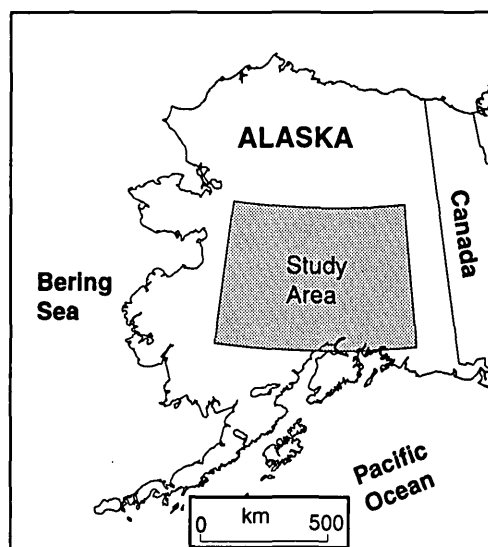 ALASKA
Canada
Study
Area
Bering
Sea
Pacific
Ocean
km
0 500